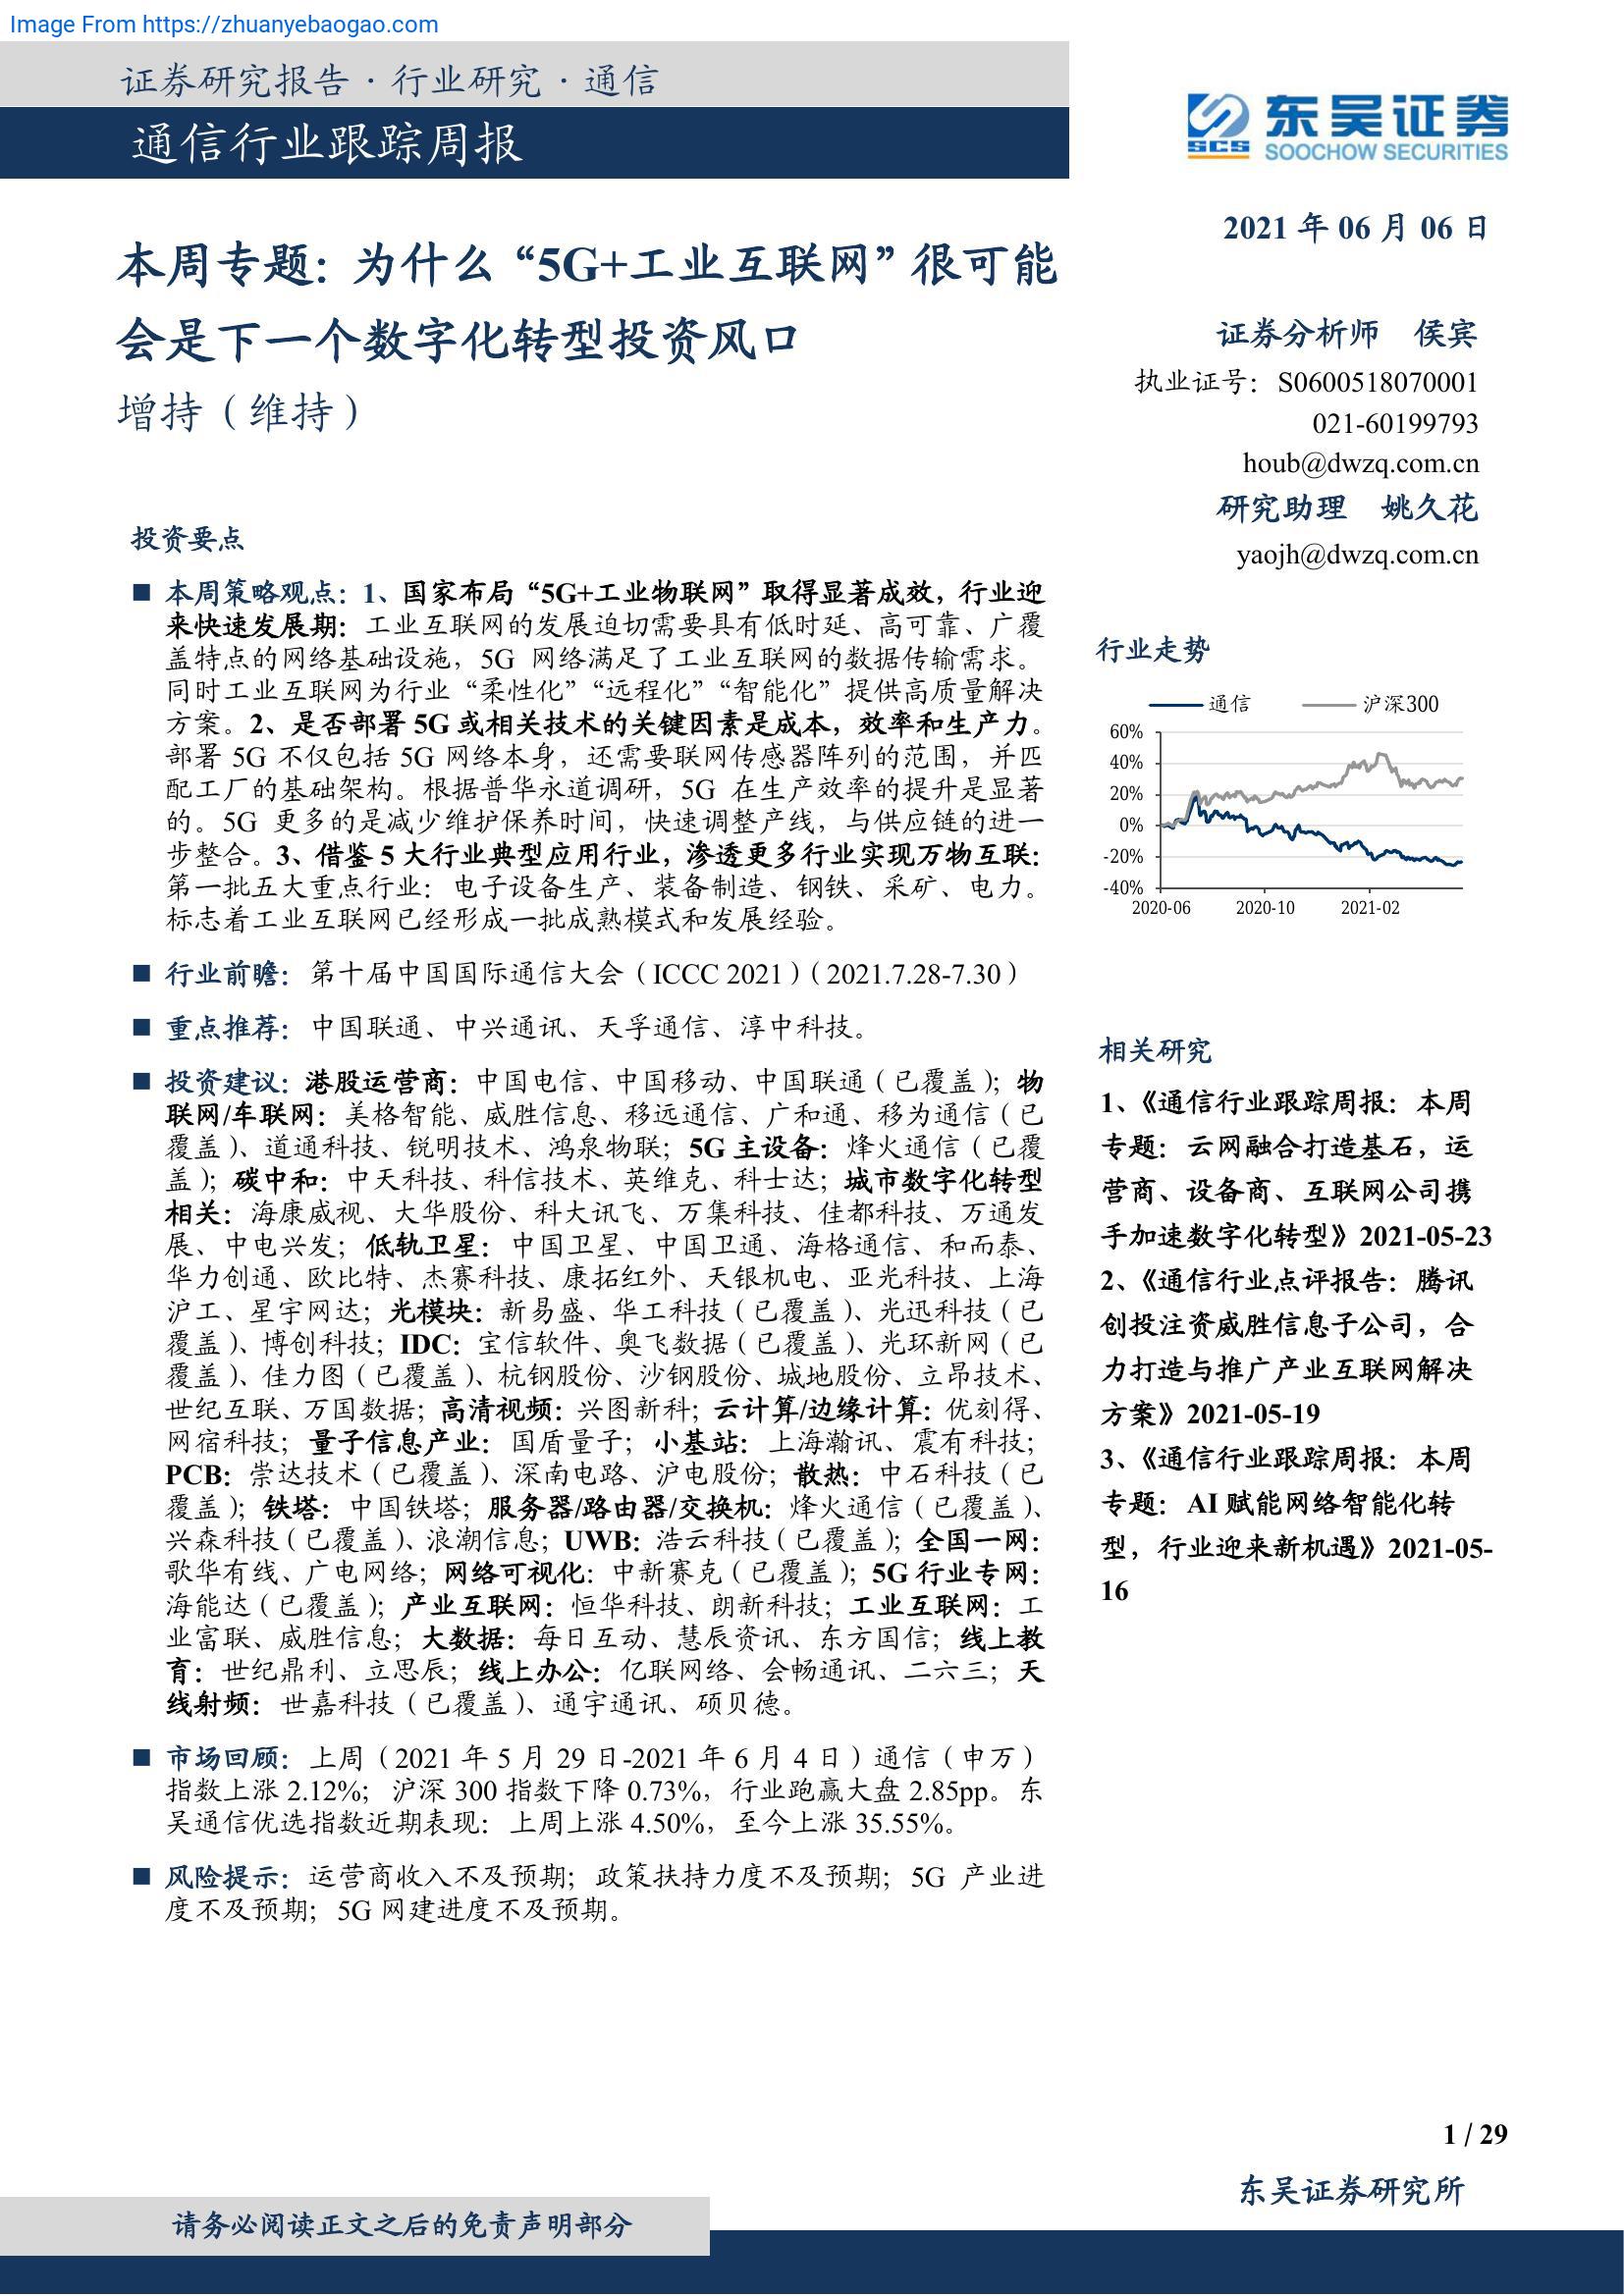 Image From https://zhuanyebaogao.com
证券研究报告·行业研究·通信
通信行业跟踪周报
东吴证券
SCS
SOOCHOW SECURITIES
本周专题：为什么“5G+工业互联网”很可能
会是下一个数字化转型投资风口
增持（维持）
投资要点
■ 本周策略观点：1、国家布局“5G+工业物联网”取得显著成效，行业迎
来快速发展期：工业互联网的发展迫切需要具有低时延、高可靠、广覆
盖特点的网络基础设施，5G 网络满足了工业互联网的数据传输需求。
同时工业互联网为行业“柔性化”“远程化”“智能化”提供高质量解决
方案。2、是否部署 5G 或相关技术的关键因素是成本，效率和生产力。
部署 5G 不仅包括 5G 网络本身，还需要联网传感器阵列的范围，并匹
配工厂的基础架构。根据普华永道调研，5G 在生产效率的提升是显著
的。5G 更多的是减少维护保养时间，快速调整产线，与供应链的进一
步整合。3、借鉴 5 大行业典型应用行业，渗透更多行业实现万物互联：
第一批五大重点行业：电子设备生产、装备制造、钢铁、采矿、电力。
标志着工业互联网已经形成一批成熟模式和发展经验。
■ 行业前瞻：第十届中国国际通信大会（ICCC 2021）（2021.7.28-7.30）
■ 重点推荐：中国联通、中兴通讯、天孚通信、淳中科技。
■ 投资建议：港股运营商：中国电信、中国移动、中国联通（已覆盖）；物
联网/车联网：美格智能、威胜信息、移远通信、广和通、移为通信（已
覆盖）、道通科技、锐明技术、鸿泉物联；5G 主设备：烽火通信（已覆
盖）；碳中和：中天科技、科信技术、英维克、科士达；城市数字化转型
相关：海康威视、大华股份、科大讯飞、万集科技、佳都科技、万通发
展、中电兴发；低轨卫星：中国卫星、中国卫通、海格通信、和而泰、
华力创通、欧比特、杰赛科技、康拓红外、天银机电、亚光科技、上海
沪工、星宇网达；光模块：新易盛、华工科技（已覆盖）、光迅科技（已
覆盖）、博创科技；IDC：宝信软件、奥飞数据（已覆盖）、光环新网（已
覆盖）、佳力图（已覆盖）、杭钢股份、沙钢股份、城地股份、立昂技术、
世纪互联、万国数据；高清视频：兴图新科；云计算/边缘计算：优刻得、
网宿科技；量子信息产业：国盾量子；小基站：上海瀚讯、震有科技；
PCB：崇达技术（已覆盖）、深南电路、沪电股份；散热：中石科技（已
覆盖）；铁塔：中国铁塔；服务器/路由器/交换机：烽火通信（已覆盖）、
兴森科技（已覆盖）、浪潮信息；UWB：浩云科技（已覆盖）；全国一网：
歌华有线、广电网络；网络可视化：中新赛克（已覆盖）；5G 行业专网：
海能达（已覆盖）；产业互联网：恒华科技、朗新科技；工业互联网：工
业富联、威胜信息；大数据：每日互动、慧辰资讯、东方国信；线上教
育：世纪鼎利、立思辰；线上办公：亿联网络、会畅通讯、二六三；天
线射频：世嘉科技（已覆盖）、通宇通讯、硕贝德。
■ 市场回顾：上周（2021 年 5 月 29 日-2021 年 6 月 4 日）通信（申万）
指数上涨 2.12%；沪深 300 指数下降 0.73%，行业跑赢大盘 2.85pp。东
吴通信优选指数近期表现：上周上涨 4.50%，至今上涨 35.55%。
■ 风险提示：运营商收入不及预期；政策扶持力度不及预期；5G 产业进
度不及预期；5G 网建进度不及预期。
2021 年 06 月 06 日
证券分析师 侯宾
执业证号：S0600518070001
021-60199793
houb@dwzq.com.cn
研究助理 姚久花
yaojh@dwzq.com.cn
行业走势
通信 沪深300
60%
40%
20%
0%
-20%
-40%
2020-06 2020-10 2021-02
相关研究
1、《通信行业跟踪周报：本周
专题：云网融合打造基石，运
营商、设备商、互联网公司携
手加速数字化转型》2021-05-23
2、《通信行业点评报告：腾讯
创投注资威胜信息子公司，合
力打造与推广产业互联网解决
方案》2021-05-19
3、《通信行业跟踪周报：本周
专题：AI 赋能网络智能化转
型，行业迎来新机遇》2021-05-
16
1 / 29
东吴证券研究所
请务必阅读正文之后的免责声明部分